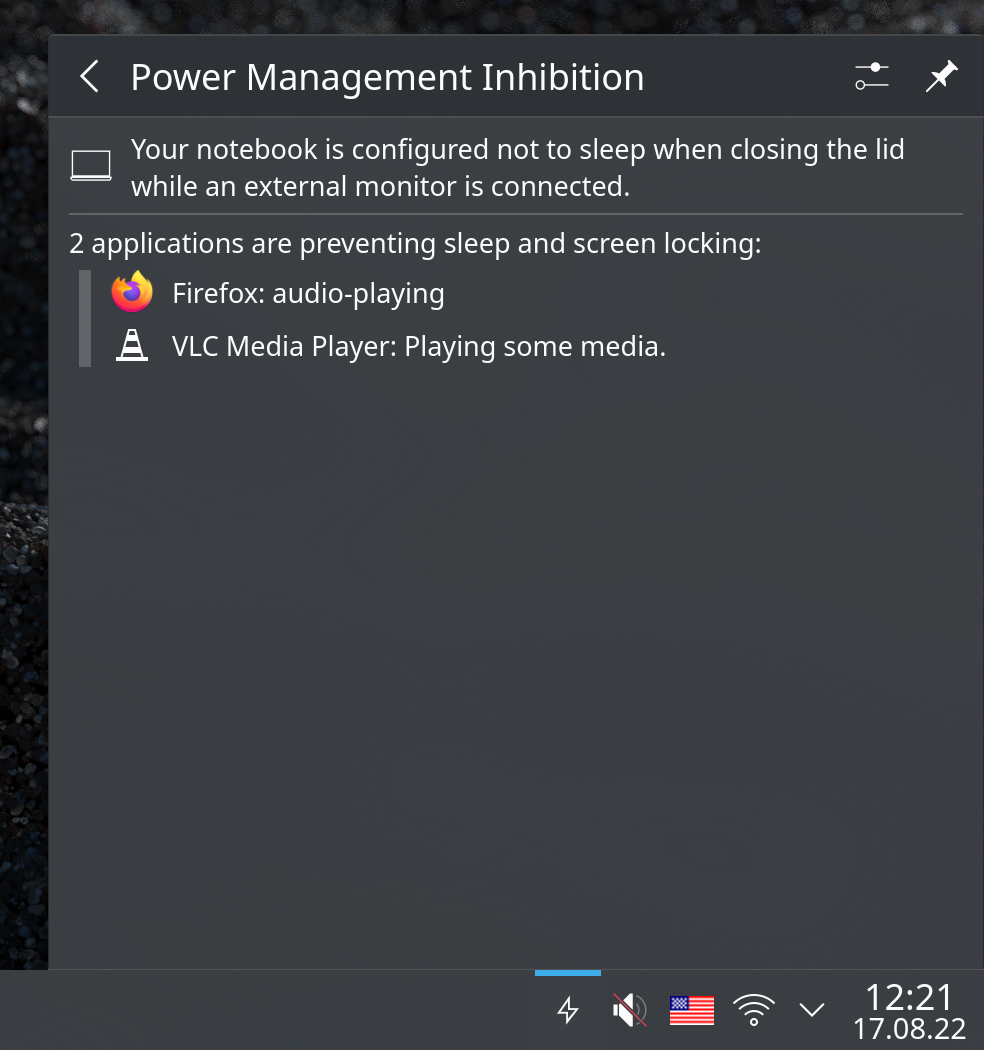 Power Management Inhibition
Your notebook is configured not to sleep when closing the lid
while an external monitor is connected.
2 applications are preventing sleep and screen locking:
Firefox: audio-playing
VLC Media Player: Playing some media.
12:21
17.08.22